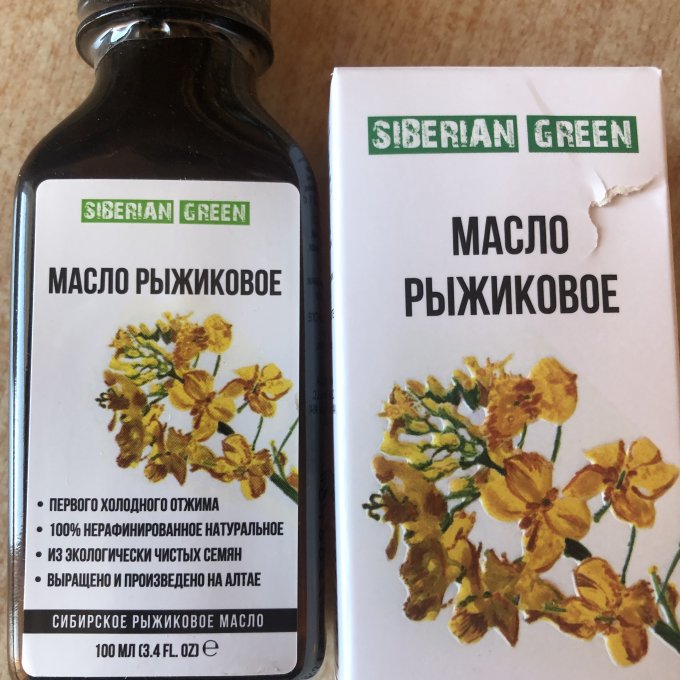 SIBERIAN GREEN
МАСЛО РЫЖИКОВОЕ
• ПЕРВОГО ХОЛОДНОГО ОТЖИМА
• 100% НЕРАФИНИРОВАННОЕ НАТУРАЛЬНОЕ
• ИЗ ЭКОЛОГИЧЕСКИ ЧИСТЫХ СЕМЯН
• ВЫРАЩЕНО И ПРОИЗВЕДЕНО НА АЛТАЕ
СИБИРСКОЕ РЫЖИКОВОЕ МАСЛО
100 МЛ (3.4 FL. OZ) ℮
SIBERIAN GREEN
МАСЛО
РЫЖИКОВОЕ